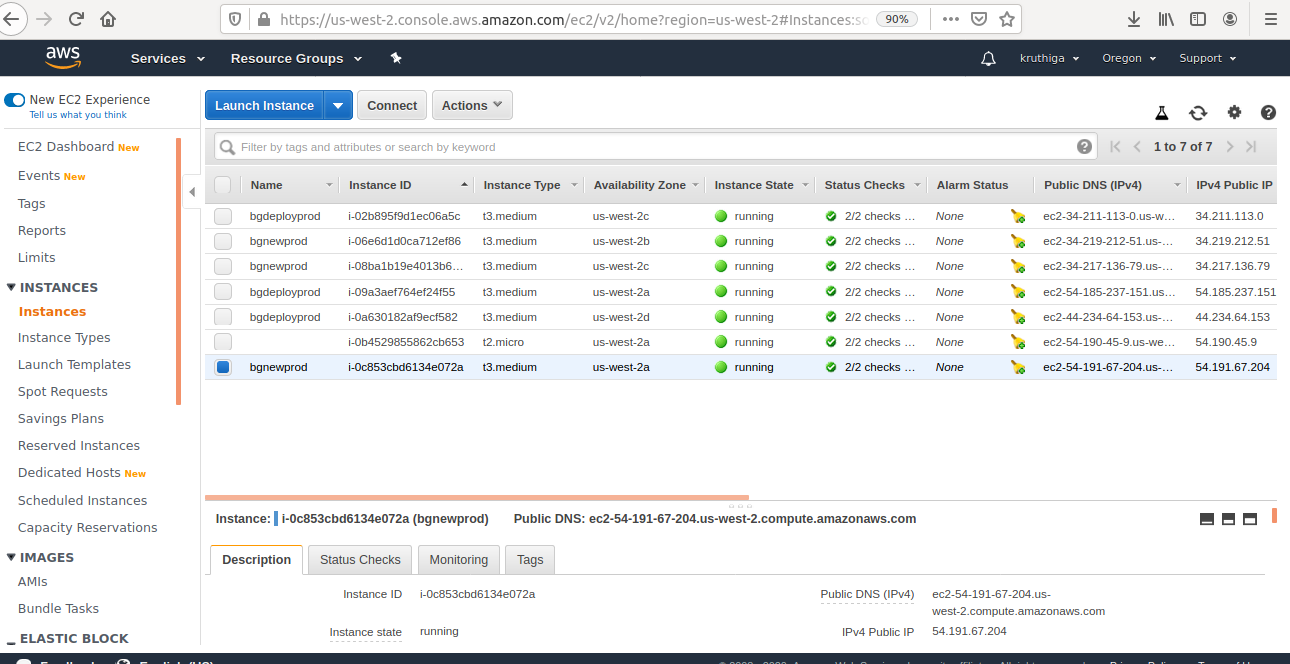 https://us-west-2.console.aws.amazon.com/ec2/v2/home?region=us-west-2#Instances:sc 90%
aws Services Resource Groups kruthiga Oregon Support
New EC2 Experience
Tell us what you think
Launch Instance Connect Actions
EC2 Dashboard New
Events New
Tags
Reports
Limits
INSTANCES
Instances
Instance Types
Launch Templates
Spot Requests
Savings Plans
Reserved Instances
Dedicated Hosts New
Scheduled Instances
Capacity Reservations
IMAGES
AMIs
Bundle Tasks
ELASTIC BLOCK
Filter by tags and attributes or search by keyword 1 to 7 of 7
Name Instance ID Instance Type Availability Zone Instance State Status Checks Alarm Status Public DNS (IPv4) IPv4 Public IP
bgdeployprod i-02b895f9d1ec06a5c t3.medium us-west-2c running 2/2 checks ... None ec2-34-211-113-0.us-w... 34.211.113.0
bgnewprod i-06e6d1d0ca712ef86 t3.medium us-west-2b running 2/2 checks ... None ec2-34-219-212-51.us-... 34.219.212.51
bgnewprod i-08ba1b19e4013b6... t3.medium us-west-2c running 2/2 checks ... None ec2-34-217-136-79.us-... 34.217.136.79
bgdeployprod i-09a3aef764ef24f55 t3.medium us-west-2a running 2/2 checks ... None ec2-54-185-237-151.us... 54.185.237.151
bgdeployprod i-0a630182af9ecf582 t3.medium us-west-2d running 2/2 checks ... None ec2-44-234-64-153.us-... 44.234.64.153
i-0b4529855862cb653 t2.micro us-west-2a running 2/2 checks ... None ec2-54-190-45-9.us-we... 54.190.45.9
bgnewprod i-0c853cbd6134e072a t3.medium us-west-2a running 2/2 checks ... None ec2-54-191-67-204.us-... 54.191.67.204
Instance: i-0c853cbd6134e072a (bgnewprod) Public DNS: ec2-54-191-67-204.us-west-2.compute.amazonaws.com
Description Status Checks Monitoring Tags
Instance ID i-0c853cbd6134e072a
Public DNS (IPv4) ec2-54-191-67-204.us-
west-2.compute.amazonaws.com
Instance state running
IPv4 Public IP 54.191.67.204